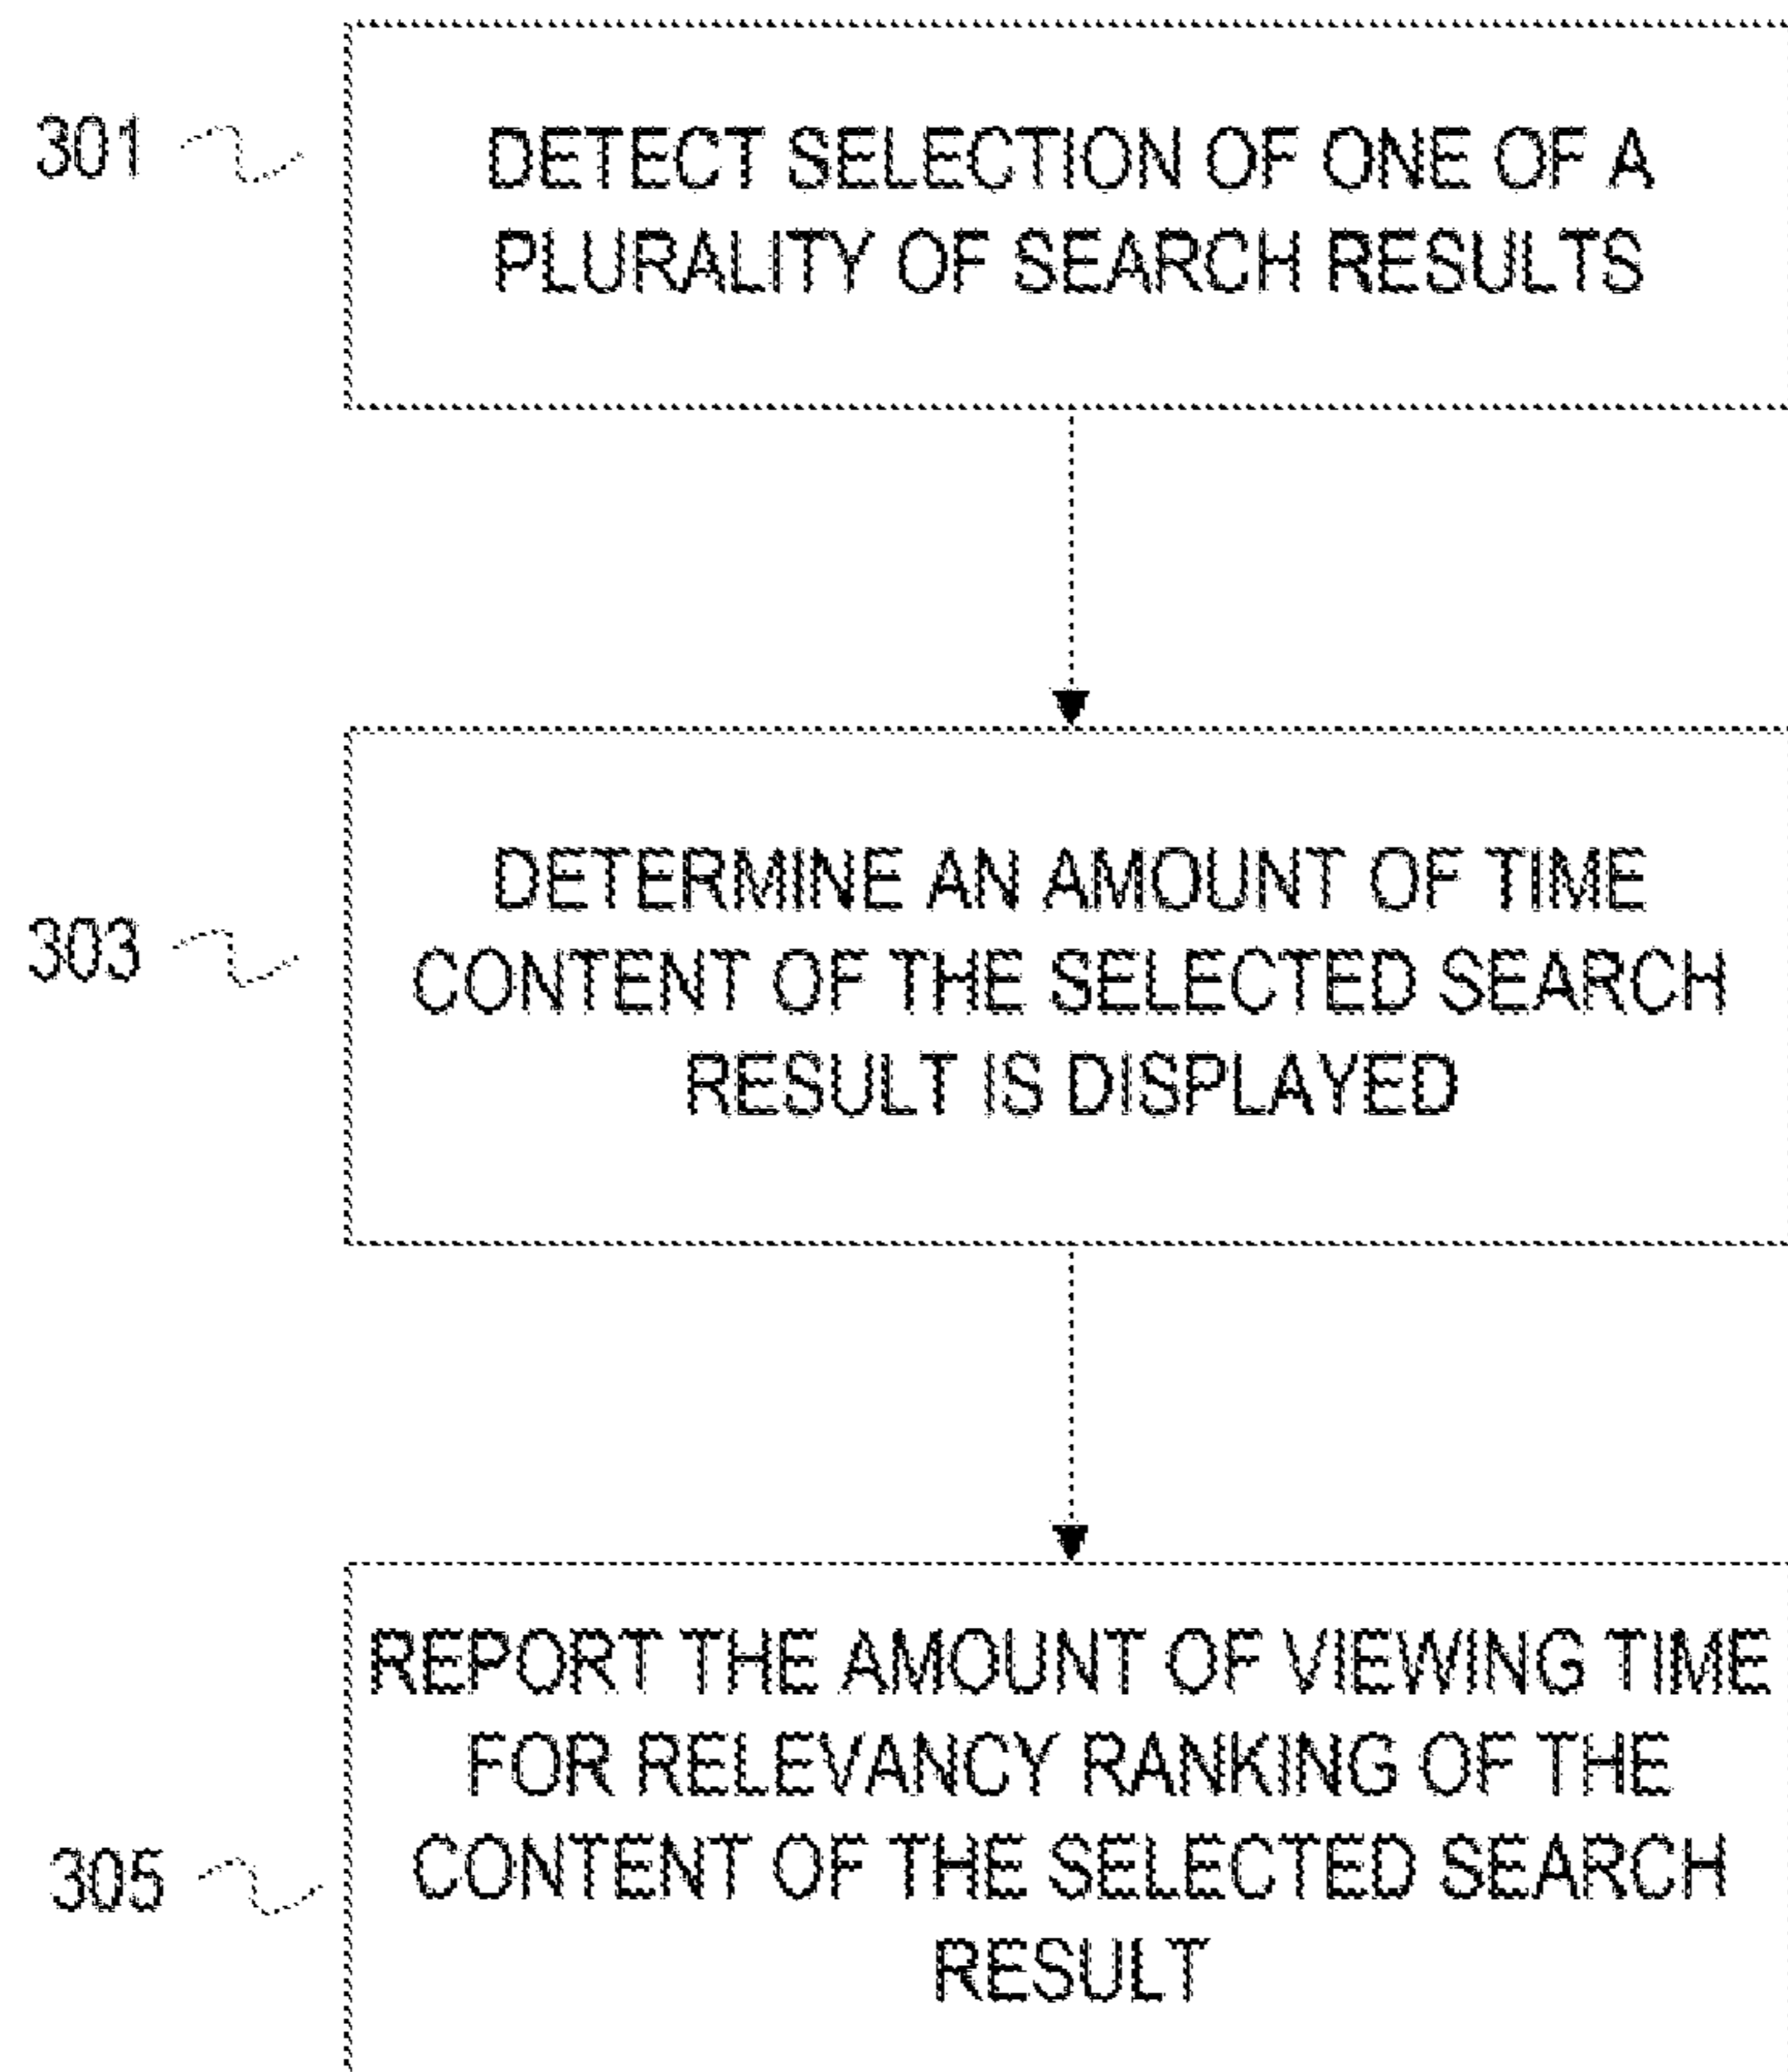 301
DETECT SELECTION OF ONE OF A
PLURALITY OF SEARCH RESULTS
303
DETERMINE AN AMOUNT OF TIME
CONTENT OF THE SELECTED SEARCH
RESULT IS DISPLAYED
305
REPORT THE AMOUNT OF VIEWING TIME
FOR RELEVANCY RANKING OF THE
CONTENT OF THE SELECTED SEARCH
RESULT